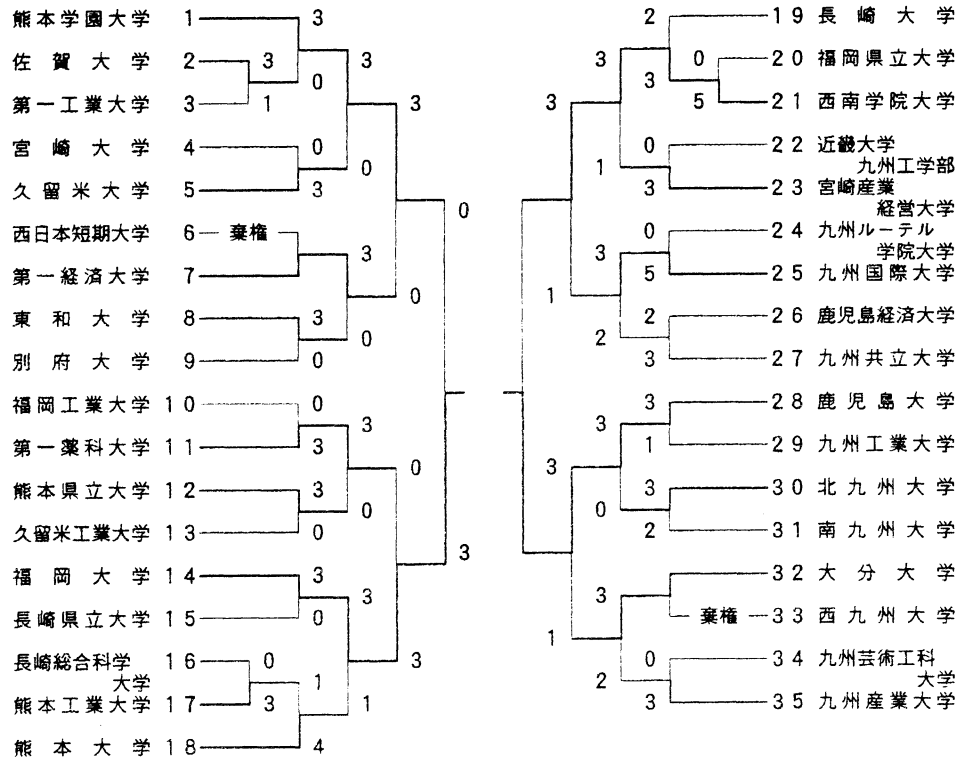 熊本学園大学 1 3
佐賀大学 2 3
3
0
第一工業大学 3 1
3
宮崎大学 4 0
0
久留米大学 5 3
0
西日本短期大学 6 棄権
3
第一経済大学 7
0
東和大学 8 3
0
別府大学 9 0
福岡工業大学 10 0
3
第一薬科大学 11 3
0
熊本県立大学 12 3
0
久留米工業大学 13 0
3
福岡大学 14 3
3
長崎県立大学 15 0
3
長崎総合科学大学 16 0
1
熊本工業大学 17 3
1
熊本大学 18 4
2 19 長崎大学
3
0 20 福岡県立大学
3
3
5 21 西南学院大学
0 22 近畿大学
九州工学部
1
3 23 宮崎産業
経営大学
0 24 九州ルーテル
学院大学
3
5 25 九州国際大学
1
2 26 鹿児島経済大学
2
3 27 九州共立大学
3 28 鹿児島大学
3
1 29 九州工業大学
3
3 30 北九州大学
0
2 31 南九州大学
32 大分大学
3
棄権 33 西九州大学
1
0 34 九州芸術工科
大学
2
3 35 九州産業大学